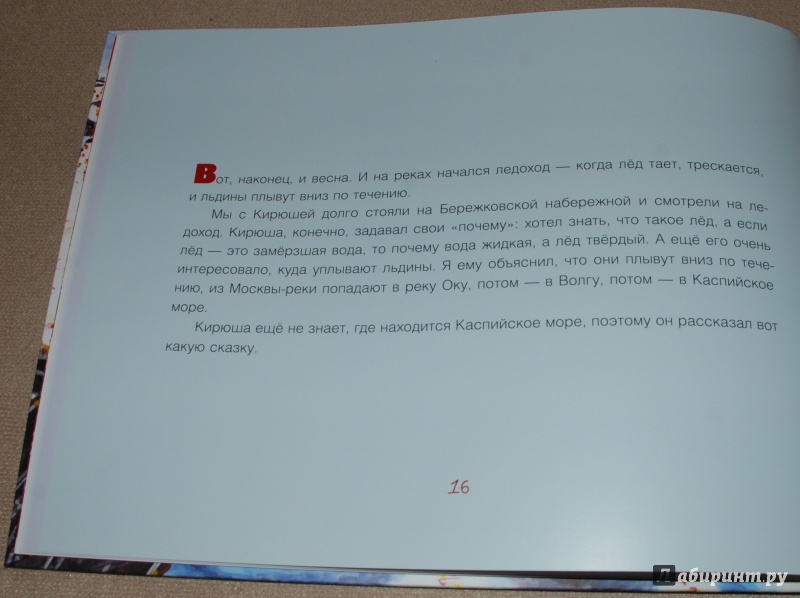 Вот, наконец, и весна. И на реках начался ледоход — когда лёд тает, трескается,
и льдины плывут вниз по течению.
Мы с Кирюшей долго стояли на Бережковской набережной и смотрели на ле-
доход. Кирюша, конечно, задавал свои «почему»: хотел знать, что такое лёд, а если
лёд — это замёрзшая вода, то почему вода жидкая, а лёд твёрдый. А ещё его очень
интересовало, куда уплывают льдины. Я ему объяснил, что они плывут вниз по тече-
нию, из Москвы-реки попадают в реку Оку, потом — в Волгу, потом — в Каспийское
море.
Кирюша ещё не знает, где находится Каспийское море, поэтому он рассказал вот
какую сказку.
16
Лабиринт.ру